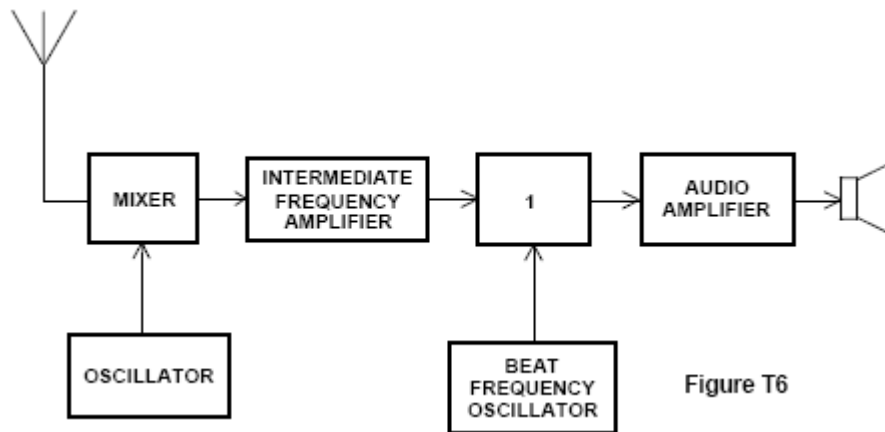 MIXER
INTERMEDIATE
FREQUENCY
AMPLIFIER
1
AUDIO
AMPLIFIER
OSCILLATOR
BEAT
FREQUENCY
OSCILLATOR
Figure T6